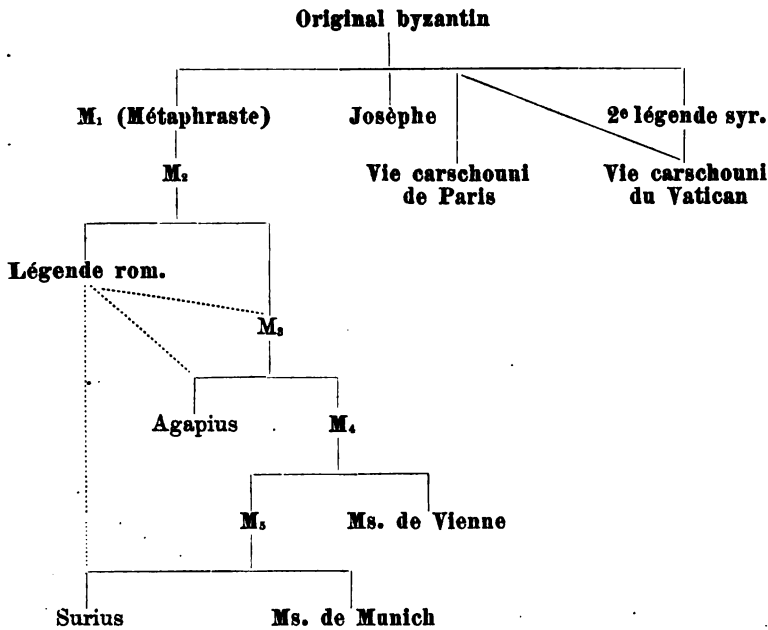 Original byzantin
M₁ (Métaphraste)
Josèphe
2ᵉ légende syr.
M₂
Vie carschouni
de Paris
Vie carschouni
du Vatican
Légende rom.
M₃
Agapius
M₄
M₅
Ms. de Vienne
Surius
Ms. de Munich